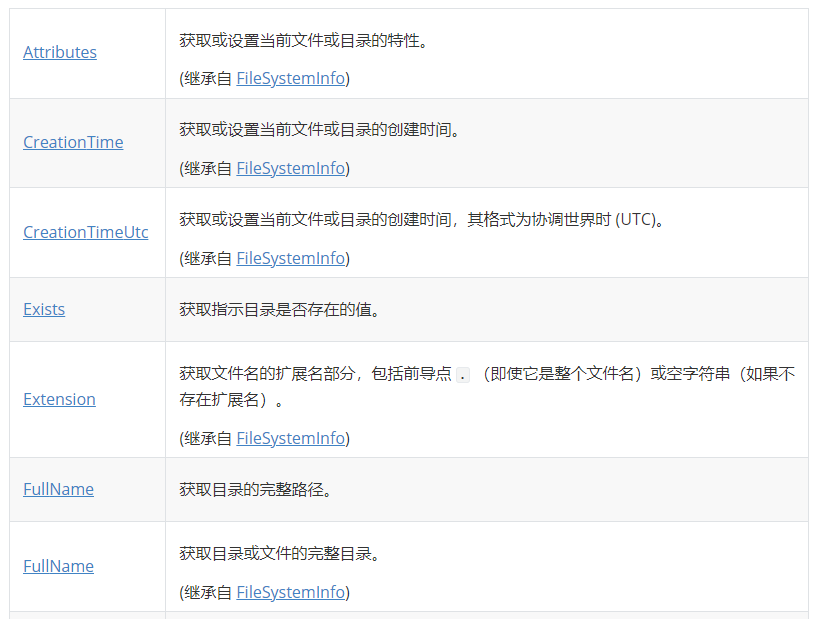 Attributes
获取或设置当前文件或目录的特性。
(继承自 FileSystemInfo)
CreationTime
获取或设置当前文件或目录的创建时间。
(继承自 FileSystemInfo)
CreationTimeUtc
获取或设置当前文件或目录的创建时间，其格式为协调世界时 (UTC)。
(继承自 FileSystemInfo)
Exists
获取指示目录是否存在的值。
Extension
获取文件名的扩展名部分，包括前导点 . （即使它是整个文件名）或空字符串（如果不
存在扩展名）。
(继承自 FileSystemInfo)
FullName
获取目录的完整路径。
FullName
获取目录或文件的完整目录。
(继承自 FileSystemInfo)